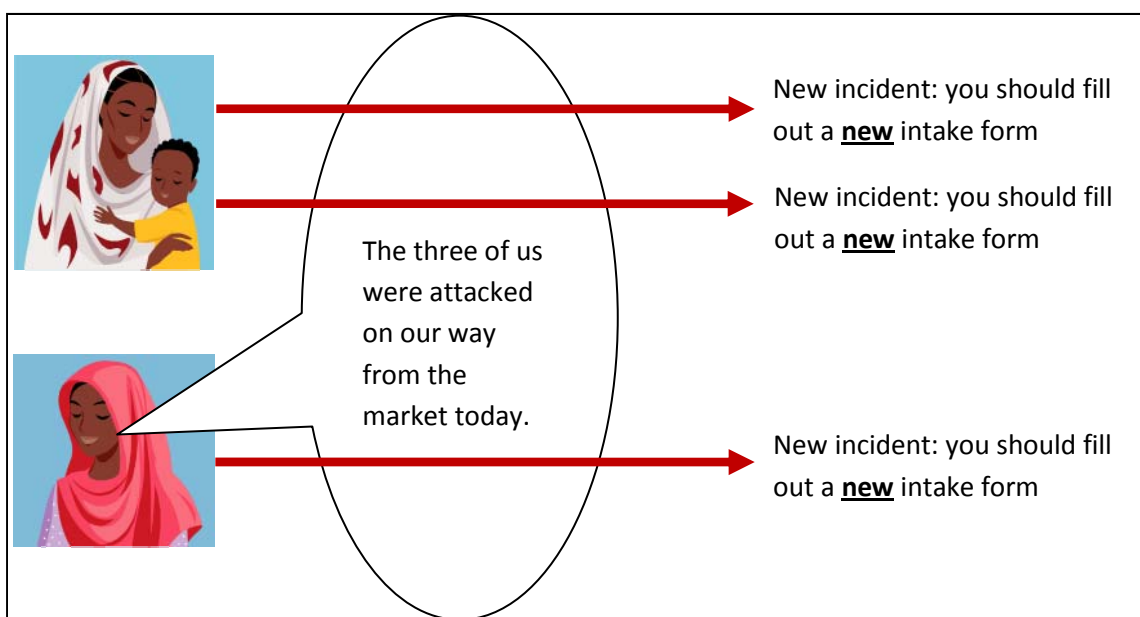 New incident: you should fill
out a new intake form
New incident: you should fill
out a new intake form
The three of us
were attacked
on our way
from the
market today.
New incident: you should fill
out a new intake form